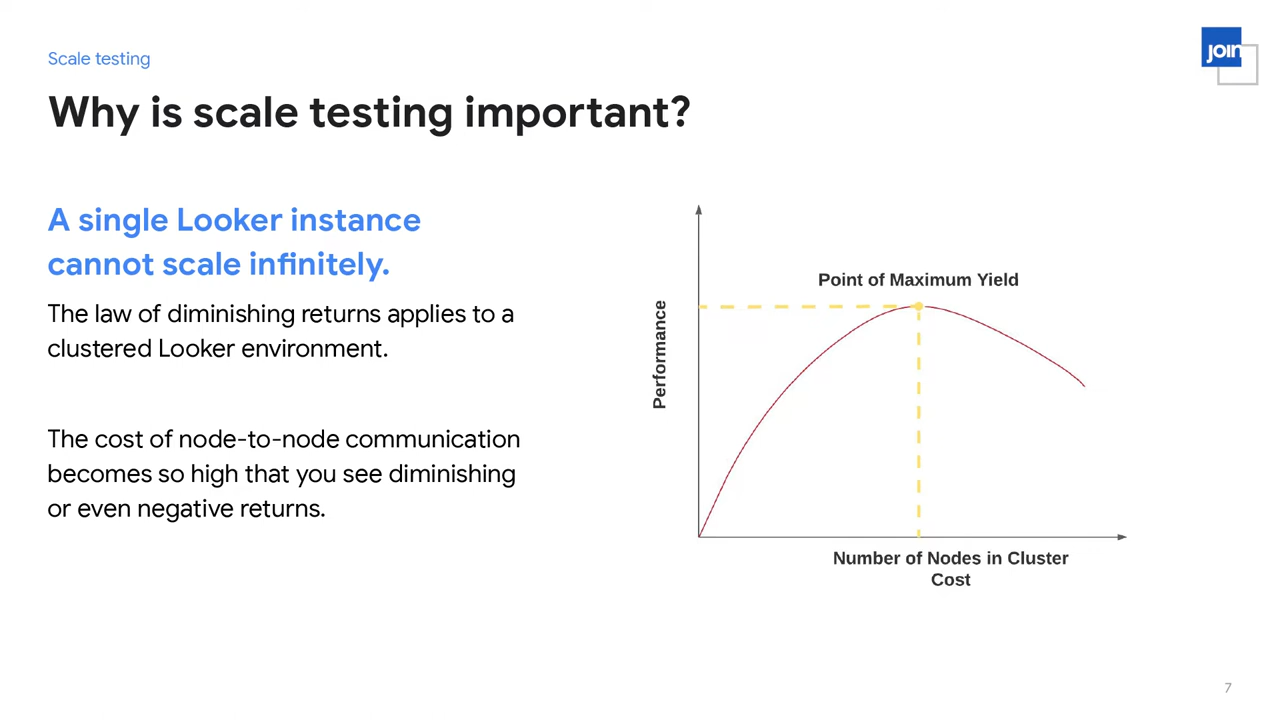 Scale testing
join
Why is scale testing important?
A single Looker instance
cannot scale infinitely.
The law of diminishing returns applies to a
clustered Looker environment.
The cost of node-to-node communication
becomes so high that you see diminishing
or even negative returns.
Point of Maximum Yield
Performance
Number of Nodes in Cluster
Cost
7